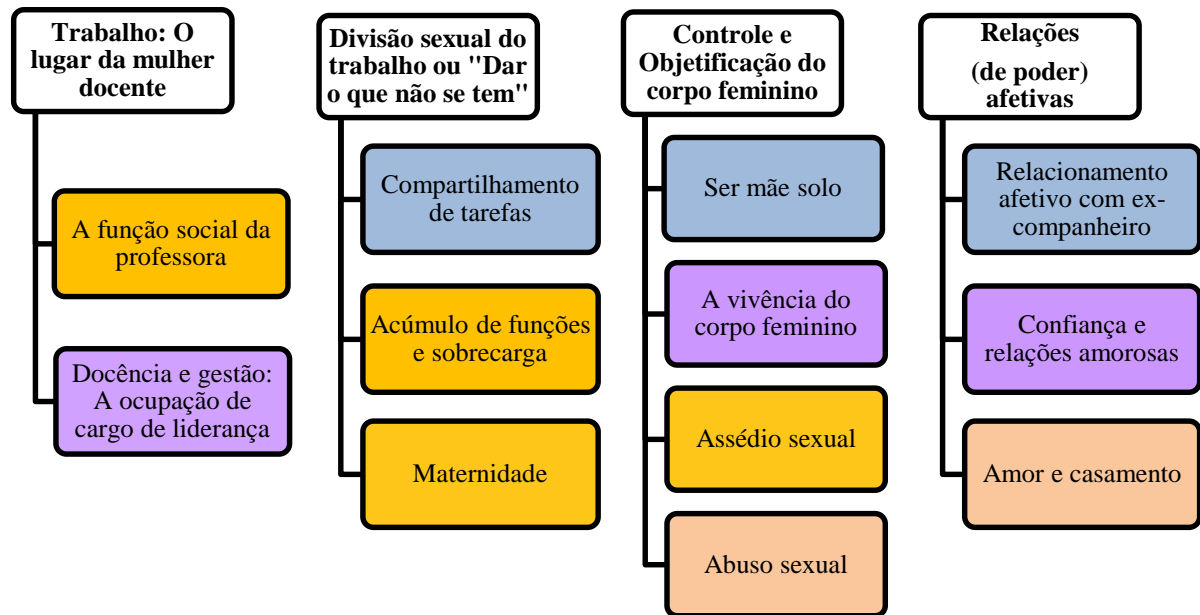 Trabalho: O
lugar da mulher
docente
A função social da
professora
Docência e gestão:
A ocupação de
cargo de liderança
Divisão sexual do
trabalho ou "Dar
o que não se tem"
Compartilhamento
de tarefas
Acúmulo de funções
e sobrecarga
Maternidade
Controle e
Objetificação do
corpo feminino
Ser mãe solo
A vivência do
corpo feminino
Assédio sexual
Abuso sexual
Relações
(de poder)
afetivas
Relacionamento
afetivo com ex-
companheiro
Confiança e
relações amorosas
Amor e casamento